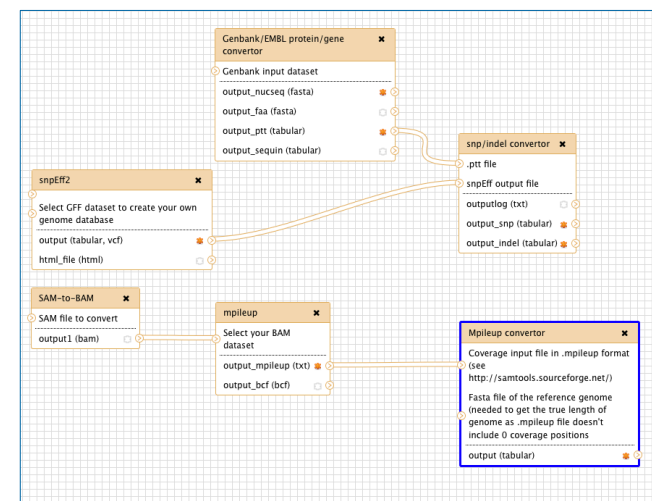 Genbank/EMBL protein/gene
convertor
Genbank input dataset
output_nucseq (fasta)
output_faa (fasta)
output_ptt (tabular)
output_sequin (tabular)
snp/indel convertor
.ptt file
snpEff output file
outputlog (txt)
output_snp (tabular)
output_indel (tabular)
snpEff2
Select GFF dataset to create your own
genome database
output (tabular, vcf)
html_file (html)
SAM-to-BAM
SAM file to convert
output1 (bam)
mpileup
Select your BAM
dataset
output_mpileup (txt)
output_bcf (bcf)
Mpileup convertor
Coverage input file in .mpileup format
(see
http://samtools.sourceforge.net/)
Fasta file of the reference genome
(needed to get the true length of
genome as .mpileup file doesn't
include 0 coverage positions
output (tabular)